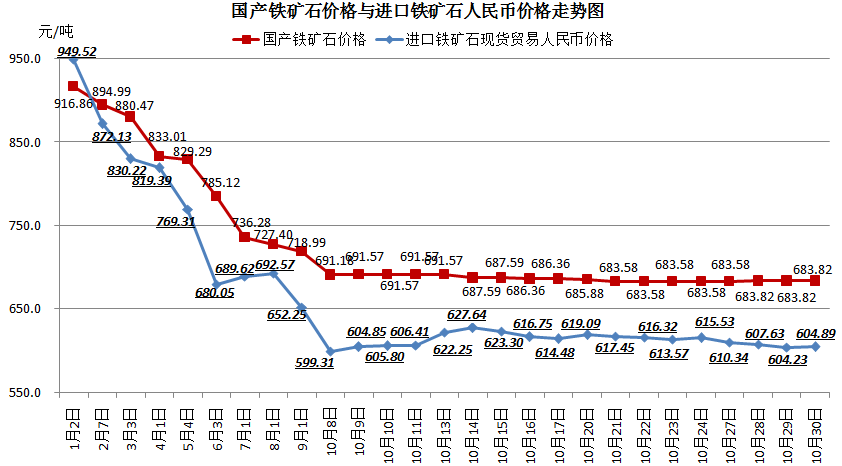 国产铁矿石价格与进口铁矿石人民币价格走势图
元/吨
国产铁矿石价格 进口铁矿石现货贸易人民币价格
950.0
850.0
750.0
650.0
550.0
916.86 894.99 880.47 833.01 829.29 785.12 736.28 727.40 718.99 691.18 691.57 691.57 691.57 691.57 687.59 687.59 686.36 686.36 685.88 683.58 683.58 683.58 683.58 683.58 683.82 683.82 683.82
949.52 872.13 830.22 819.39 769.31 680.05 689.62 692.57 652.25 599.31 604.85 605.80 606.41 622.25 627.64 623.30 616.75 614.48 619.09 617.45 616.32 613.57 615.53 610.34 607.63 604.23 604.89
1月2日
2月7日
3月3日
4月1日
5月4日
6月3日
7月1日
8月1日
9月1日
10月8日
10月9日
10月10日
10月11日
10月13日
10月14日
10月15日
10月16日
10月17日
10月20日
10月21日
10月22日
10月23日
10月24日
10月27日
10月28日
10月29日
10月30日